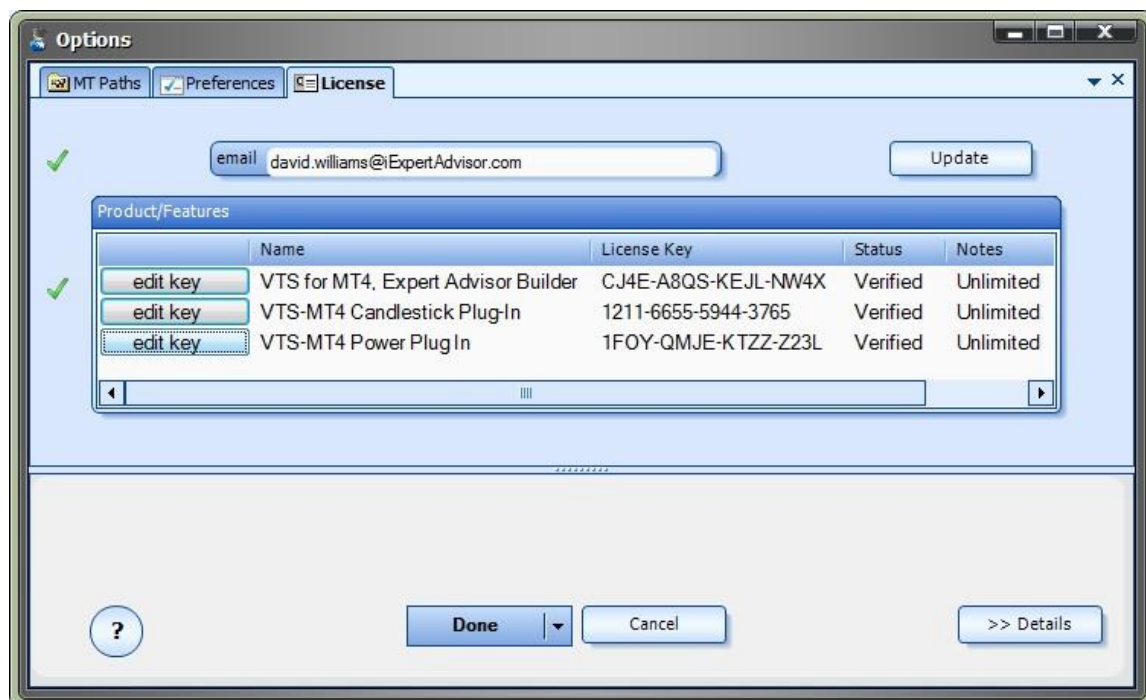 Options
MT Paths Preferences License
email david.williams@iExpertAdvisor.com Update
Product/Features
Name License Key Status Notes
edit key VTS for MT4, Expert Advisor Builder CJ4E-A8QS-KEJL-NW4X Verified Unlimited
edit key VTS-MT4 Candlestick Plug-In 1211-6655-5944-3765 Verified Unlimited
edit key VTS-MT4 Power Plug In 1FOY-QMJE-KTZZ-Z23L Verified Unlimited
? Done Cancel >> Details